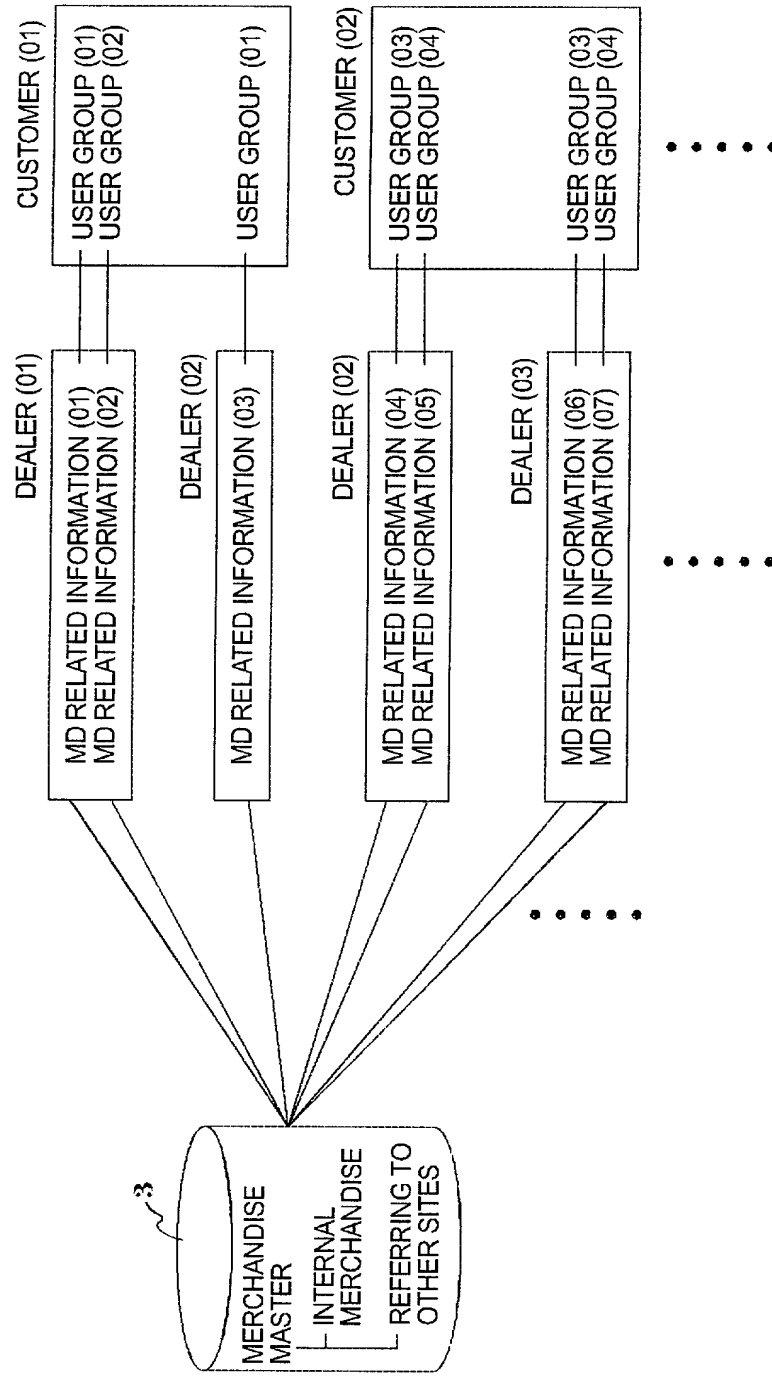 3
MERCHANDISE
MASTER
INTERNAL
MERCHANDISE
REFERRING TO
OTHER SITES
DEALER (01)
MD RELATED INFORMATION (01)
MD RELATED INFORMATION (02)
DEALER (02)
MD RELATED INFORMATION (03)
DEALER (02)
MD RELATED INFORMATION (04)
MD RELATED INFORMATION (05)
DEALER (03)
MD RELATED INFORMATION (06)
MD RELATED INFORMATION (07)
CUSTOMER (01)
USER GROUP (01)
USER GROUP (02)
USER GROUP (01)
CUSTOMER (02)
USER GROUP (03)
USER GROUP (04)
USER GROUP (03)
USER GROUP (04)